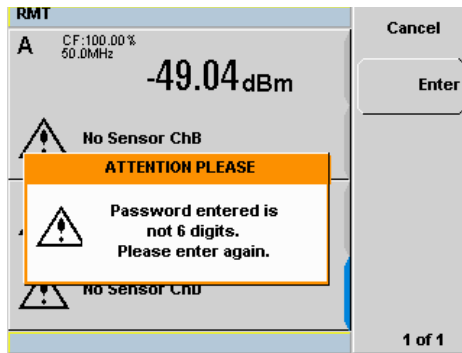 RMT
Cancel
A
CF:100.00%
50.0MHz
-49.04dBm
Enter
No Sensor ChB
ATTENTION PLEASE
Password entered is
not 6 digits.
Please enter again.
No Sensor ChD
1 of 1